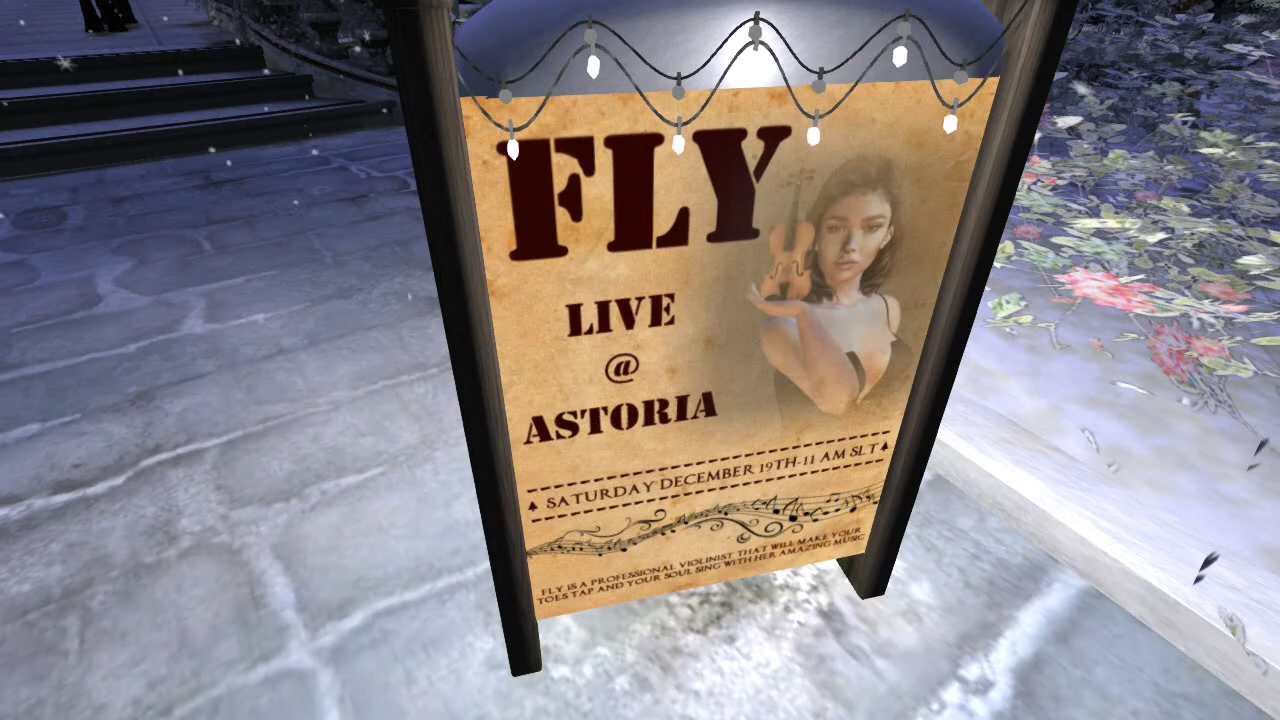 FLY
LIVE
@
ASTORIA
SATURDAY DECEMBER 19TH-11 AM SLT
FLY IS A PROFESSIONAL VIOLINIST THAT WILL MAKE YOUR
TOES TAP AND YOUR SOUL SING WITH HER AMAZING MUSIC